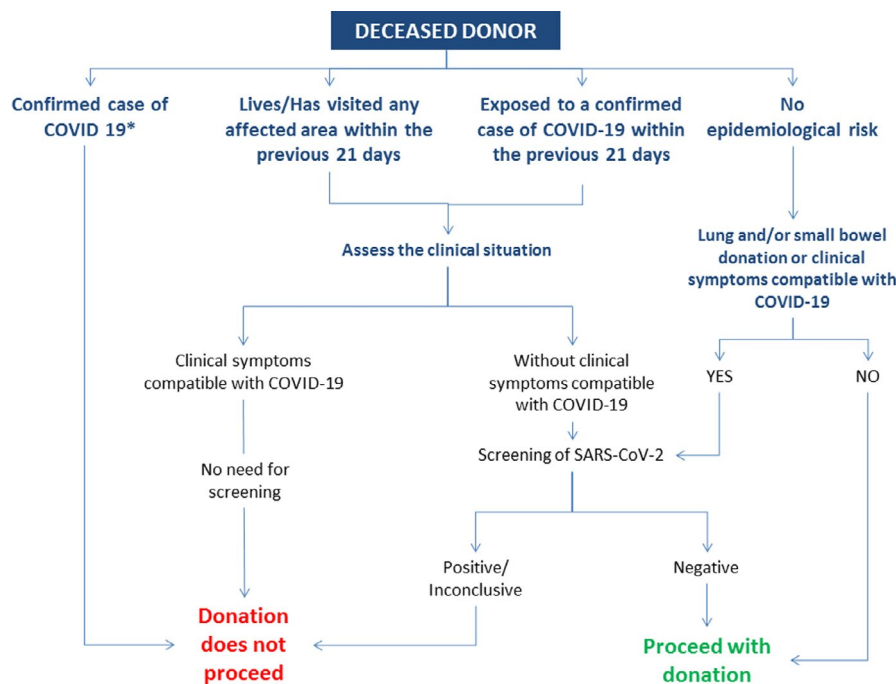 DECEASED DONOR
Confirmed case of
COVID 19*
Lives/Has visited any
affected area within the
previous 21 days
Exposed to a confirmed
case of COVID-19 within
the previous 21 days
No
epidemiological risk
Assess the clinical situation
Lung and/or small bowel
donation or clinical
symptoms compatible with
COVID-19
Clinical symptoms
compatible with COVID-19
Without clinical
symptoms compatible
with COVID-19
YES
NO
No need for
screening
Screening of SARS-CoV-2
Positive/
Inconclusive
Negative
Donation
does not
proceed
Proceed with
donation